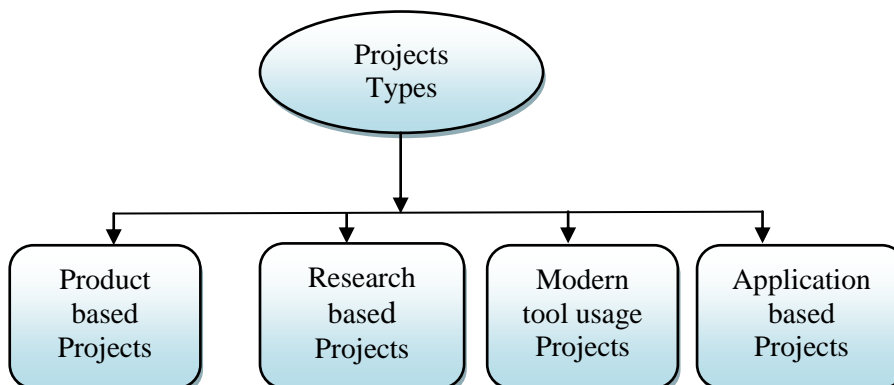 Projects
Types
Product
based
Projects
Research
based
Projects
Modern
tool usage
Projects
Application
based
Projects